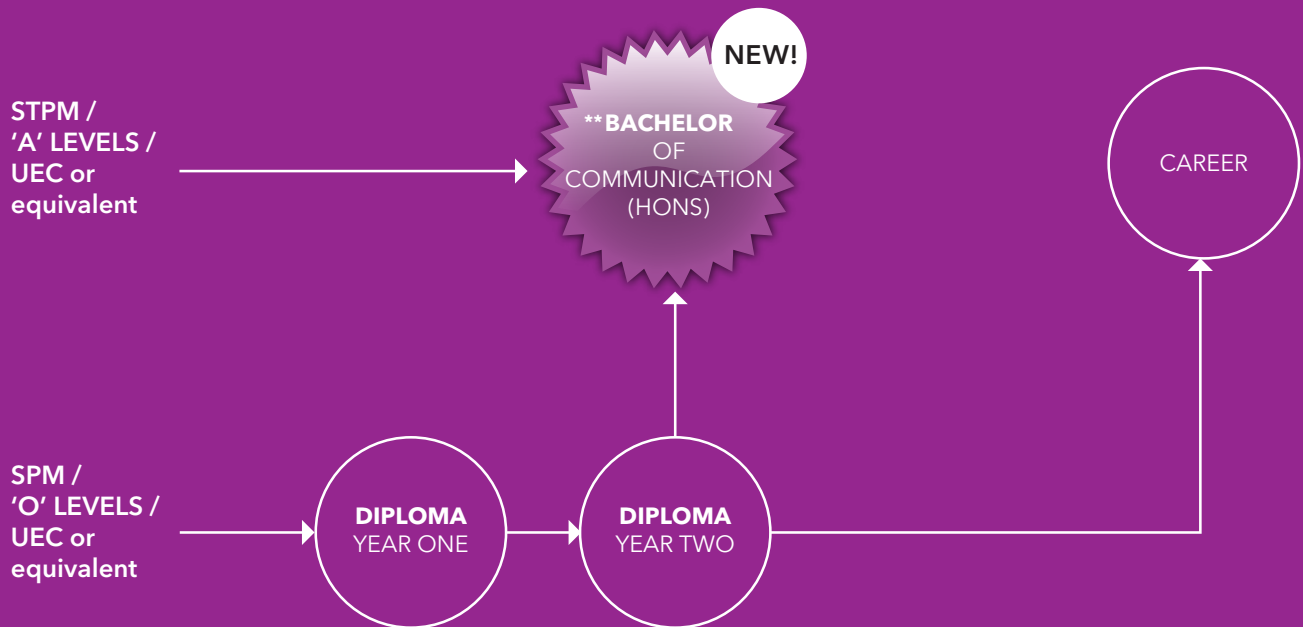 NEW!
STPM /
‘A’ LEVELS /
UEC or
equivalent
**BACHELOR
OF
COMMUNICATION
(HONS)
CAREER
SPM /
‘O’ LEVELS /
UEC or
equivalent
DIPLOMA
YEAR ONE
DIPLOMA
YEAR TWO